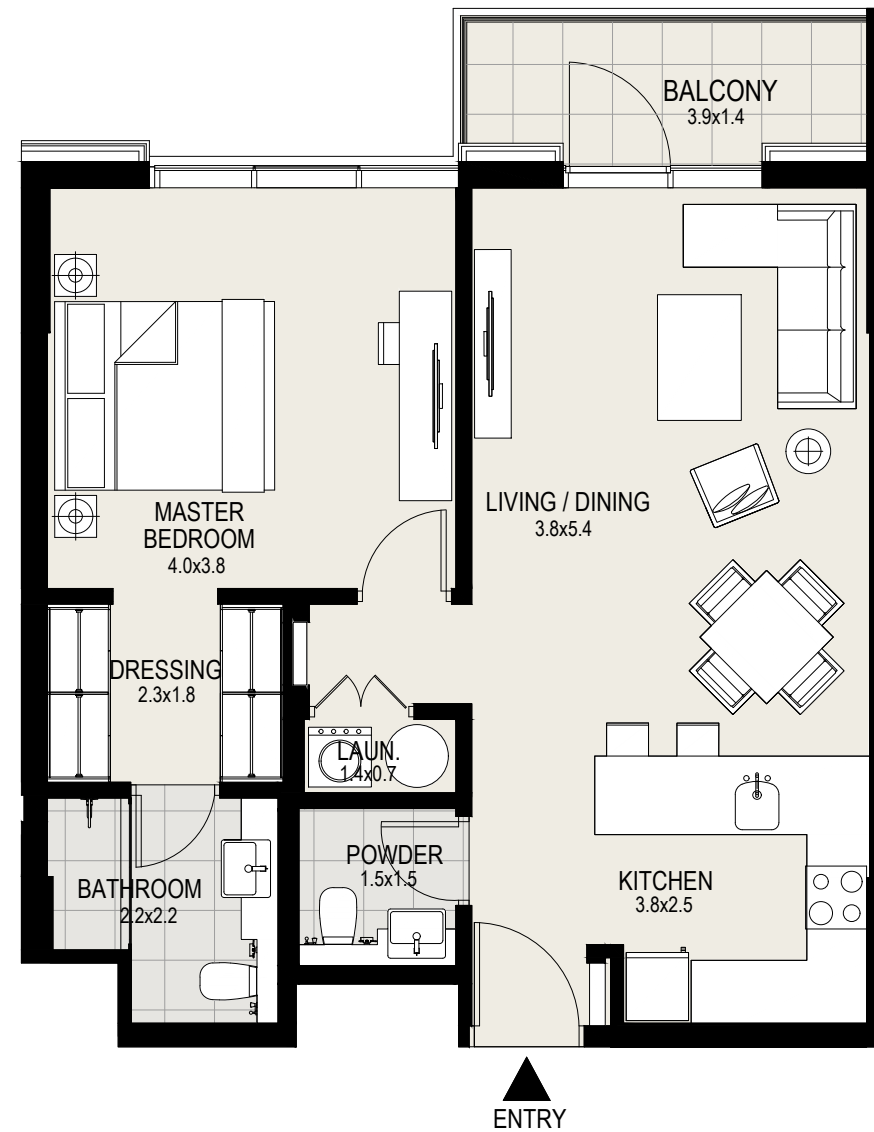 BALCONY
3.9x1.4
MASTER
BEDROOM
4.0x3.8
LIVING / DINING
3.8x5.4
DRESSING
2.3x1.8
LAUN.
1.4x0.7
POWDER
1.5x1.5
BATHROOM
2.2x2.2
KITCHEN
3.8x2.5
ENTRY